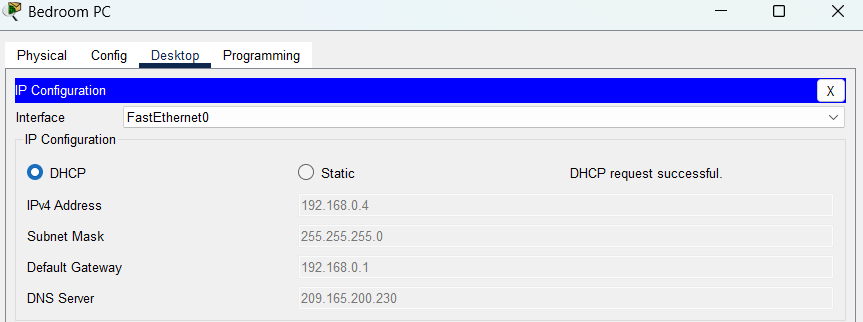 Bedroom PC
Physical Config Desktop Programming
IP Configuration X
Interface FastEthernet0
IP Configuration
DHCP Static DHCP request successful.
IPv4 Address 192.168.0.4
Subnet Mask 255.255.255.0
Default Gateway 192.168.0.1
DNS Server 209.165.200.230